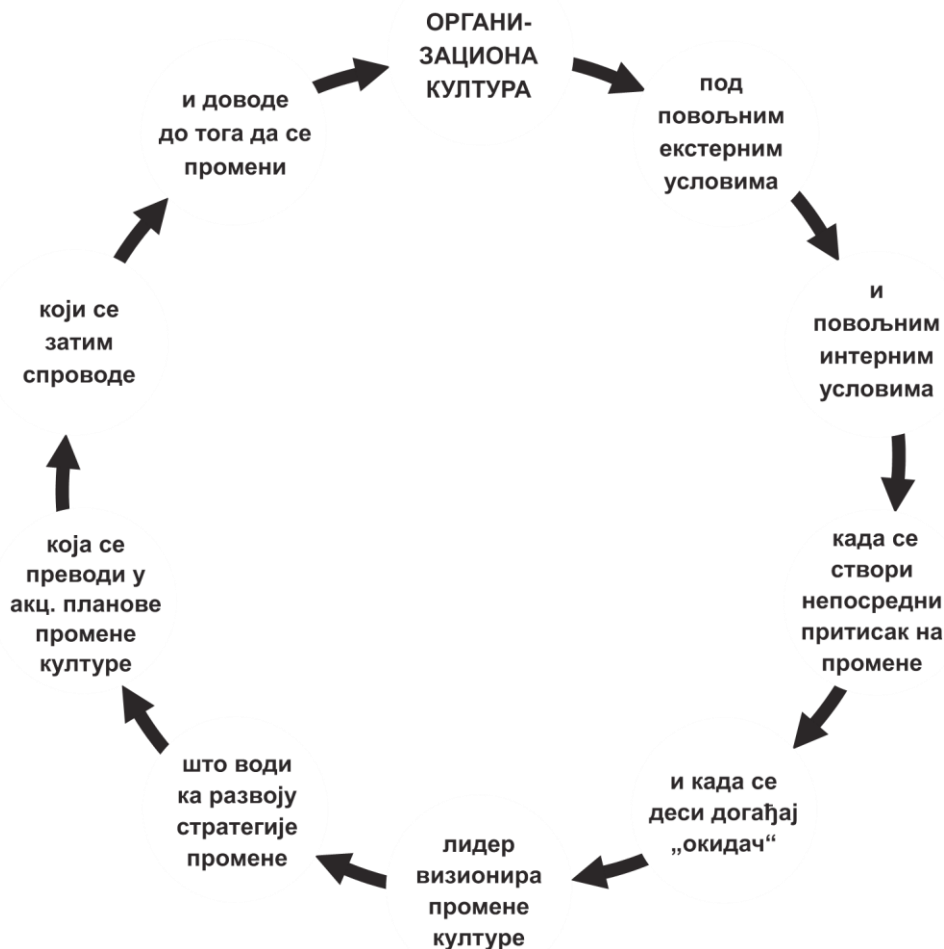 ОРГАНИ-
ЗАЦИОНА
КУЛТУРА
под
повољним
екстерним
условима
и
повољним
интерним
условима
када се
створи
непосредни
притисак на
промене
и када се
деси догађај
„окидач“
лидер
визионира
промене
културе
што води
ка развоју
стратегије
промене
која се
преводи у
акц. планове
промене
културе
који се
затим
спроводе
и доводе
до тога да се
промени